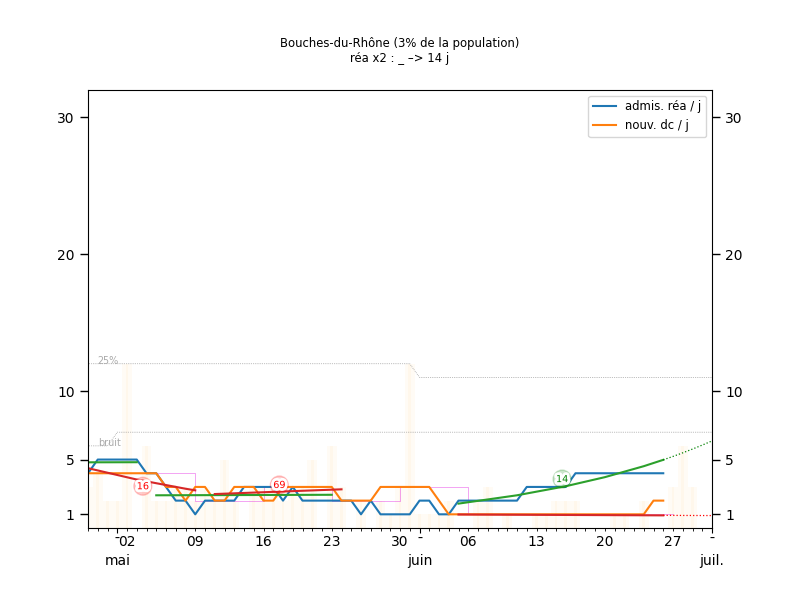 Bouches-du-Rhône (3% de la population)
réa x2 : _ –> 14 j
admis. réa / j
nouv. dc / j
30 30
20 20
25%
10 10
bruit
5 5
16 69 14
1 1
02 09 16 23 30 - 06 13 20 27 -
mai juin juil.